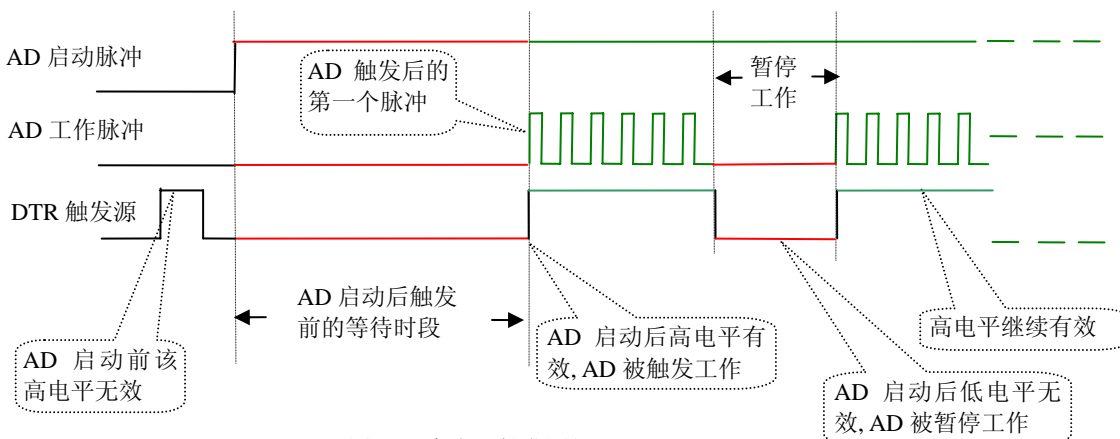 AD 启动脉冲
AD 触发后的
第一个脉冲
暂停
工作
AD 工作脉冲
DTR 触发源
AD 启动后触发
前的等待时段
AD 启动前该
高电平无效
AD 启动后高电平有
效, AD 被触发工作
高电平继续有效
AD 启动后低电平无
效, AD 被暂停工作